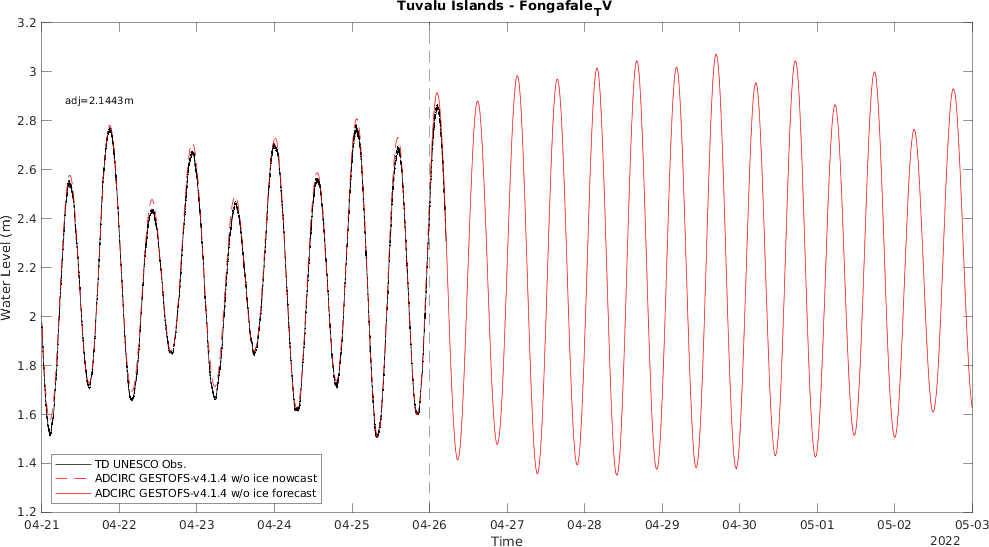 Tuvalu Islands - Fongafale_TV
3.2
3
2.8
2.6
2.4
2.2
2
1.8
1.6
1.4
1.2
Water Level (m)
adj=2.1443m
TD UNESCO Obs.
ADCIRC GESTOFS-v4.1.4 w/o ice nowcast
ADCIRC GESTOFS-v4.1.4 w/o ice forecast
04-21 04-22 04-23 04-24 04-25 04-26 04-27 04-28 04-29 04-30 05-01 05-02 05-03
Time
2022